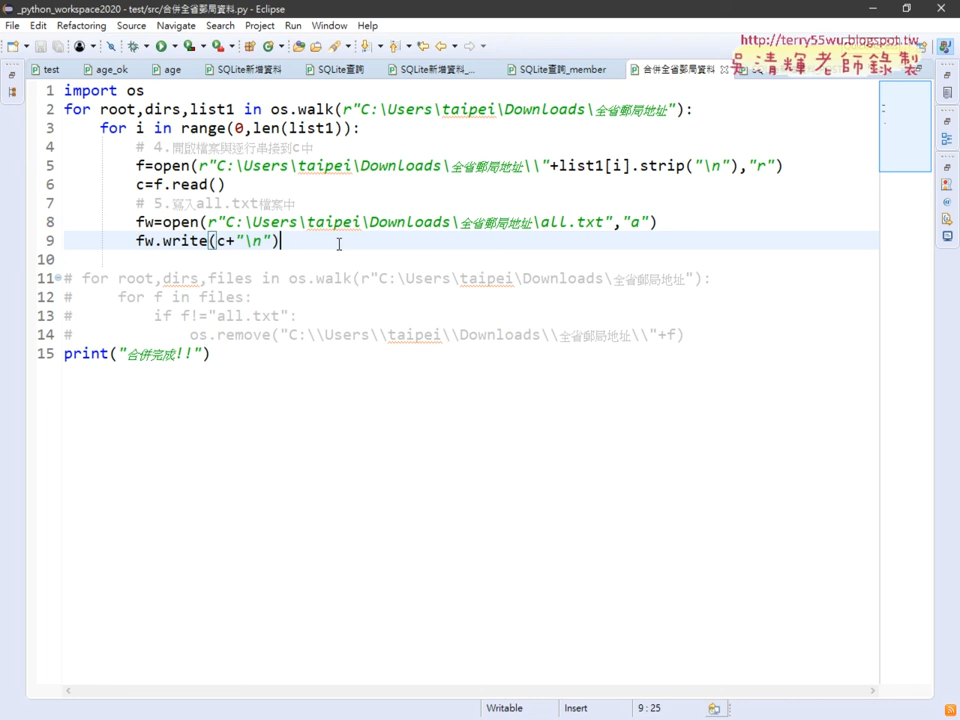 _python_workspace2020 - test/src/合併全省郵局資料.py - Eclipse
File Edit Refactoring Source Navigate Search Project Run Window Help
http://terry55wu.blogspot.tw
吳清輝老師錄製
test age_ok age SQLite新增資料 SQLite查詢 SQLite新增資料_... SQLite查詢_member 合併全省郵局資料
1 import os
2 for root,dirs,list1 in os.walk(r"C:\Users\taipei\Downloads\全省郵局地址"):
3 for i in range(0,len(list1)):
4 # 4.開啟檔案與逐行串接到c中
5 f=open(r"C:\Users\taipei\Downloads\全省郵局地址\\"+list1[i].strip("\n"),"r")
6 c=f.read()
7 # 5.寫入all.txt檔案中
8 fw=open(r"C:\Users\taipei\Downloads\全省郵局地址\all.txt","a")
9 fw.write(c+"\n")
10
11 # for root,dirs,files in os.walk(r"C:\Users\taipei\Downloads\全省郵局地址"):
12 # for f in files:
13 # if f!="all.txt":
14 # os.remove("C:\\Users\\taipei\\Downloads\\全省郵局地址\\"+f)
15 print("合併完成!!")
Writable Insert 9 : 25